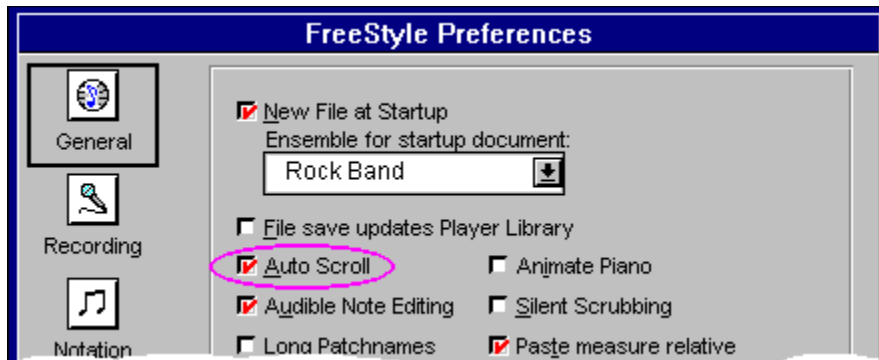 FreeStyle Preferences
General
Recording
Notation
New File at Startup
Ensemble for startup document:
Rock Band
File save updates Player Library
Auto Scroll
Animate Piano
Audible Note Editing
Silent Scrubbing
Long Patchnames
Paste measure relative